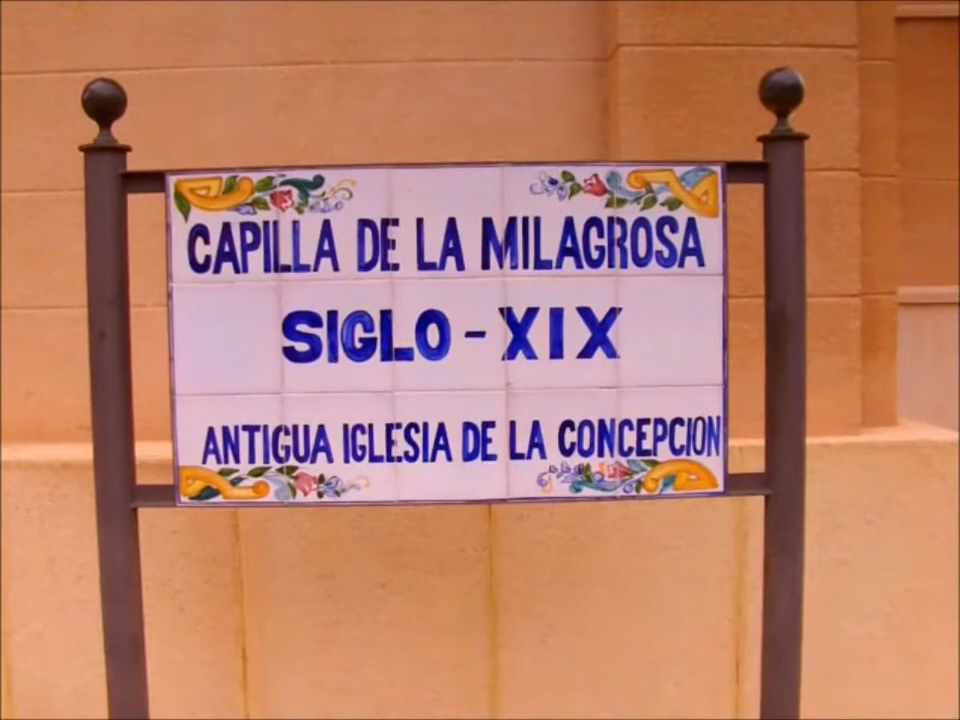 CAPILLA DE LA MILAGROSA
SIGLO - XIX
ANTIGUA IGLESIA DE LA CONCEPCION